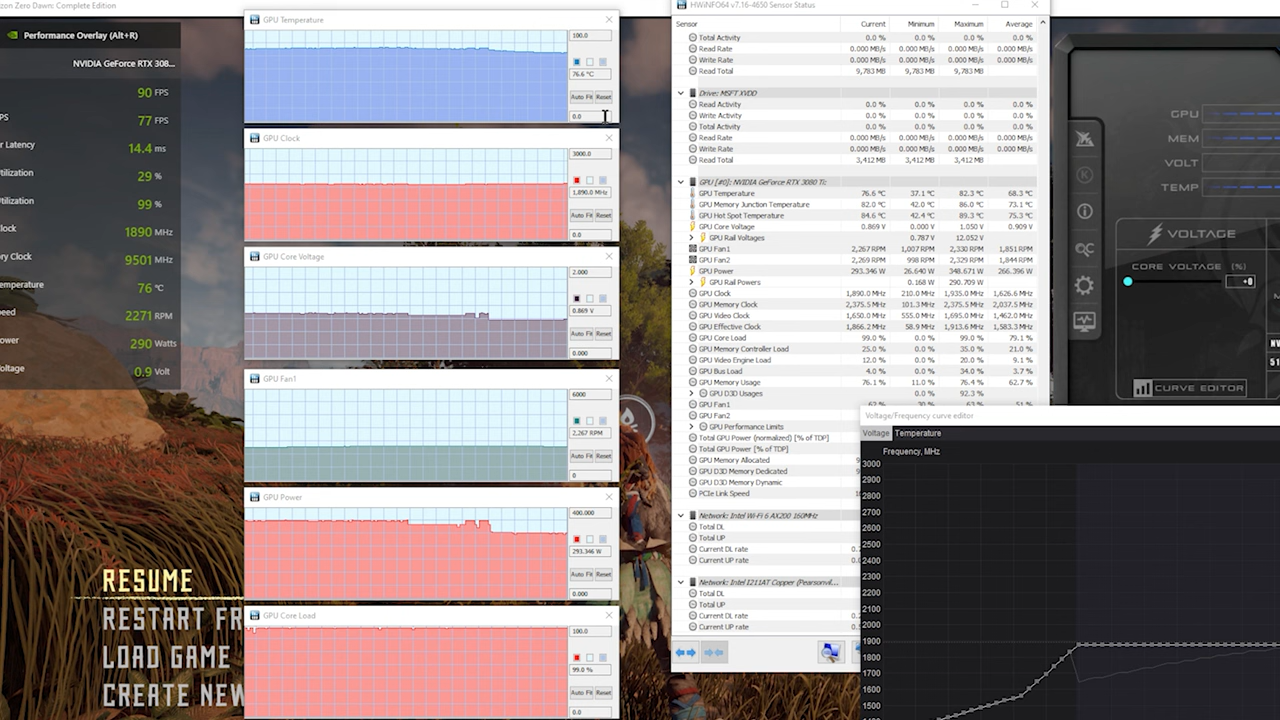 zon Zero Dawn: Complete Edition
Performance Overlay (Alt+R)
NVIDIA GeForce RTX 308...
90 FPS
PS 77 FPS
r Latency 14.4 ms
tilization 29 %
tilization 99 %
lock 1890 MHz
ry Clock 9501 MHz
emperature 76 °C
peed 2271 RPM
ower 290 Watts
oltage 0.9 Volt
RESUME
RESTART FR
LOAD GAME
CREATE NEW
GPU Temperature
100.0
76.6 °C
Auto Fit Reset
0.0
GPU Clock
3000.0
1,890.0 MHz
Auto Fit Reset
0.0
GPU Core Voltage
2.000
0.869 V
Auto Fit Reset
0.000
GPU Fan1
6000
2,267 RPM
Auto Fit Reset
0
GPU Power
400.000
293.346 W
Auto Fit Reset
0.000
GPU Core Load
100.0
99.0 %
Auto Fit Reset
0.0
HWiNFO64 v7.16-4650 Sensor Status
Sensor Current Minimum Maximum Average
Total Activity 0.0 % 0.0 % 0.0 % 0.0 %
Read Rate 0.000 MB/s 0.000 MB/s 0.000 MB/s 0.000 MB/s
Write Rate 0.000 MB/s 0.000 MB/s 0.000 MB/s 0.000 MB/s
Read Total 9,783 MB 9,783 MB 9,783 MB
Drive: MSFT XVDD
Read Activity 0.0 % 0.0 % 0.0 % 0.0 %
Write Activity 0.0 % 0.0 % 0.0 % 0.0 %
Total Activity 0.0 % 0.0 % 0.0 % 0.0 %
Read Rate 0.000 MB/s 0.000 MB/s 0.000 MB/s 0.000 MB/s
Write Rate 0.000 MB/s 0.000 MB/s 0.000 MB/s 0.000 MB/s
Read Total 3,412 MB 3,412 MB 3,412 MB
GPU [#0]: NVIDIA GeForce RTX 3080 Ti:
GPU Temperature 76.6 °C 37.1 °C 82.3 °C 68.3 °C
GPU Memory Junction Temperature 82.0 °C 42.0 °C 86.0 °C 73.1 °C
GPU Hot Spot Temperature 84.6 °C 42.4 °C 89.3 °C 75.3 °C
GPU Core Voltage 0.869 V 0.000 V 1.050 V 0.909 V
GPU Rail Voltages 0.787 V 12.052 V
GPU Fan1 2,267 RPM 1,007 RPM 2,330 RPM 1,851 RPM
GPU Fan2 2,269 RPM 998 RPM 2,329 RPM 1,844 RPM
GPU Power 293.346 W 26.640 W 348.671 W 266.396 W
GPU Rail Powers 0.168 W 290.709 W
GPU Clock 1,890.0 MHz 210.0 MHz 1,935.0 MHz 1,626.6 MHz
GPU Memory Clock 2,375.5 MHz 101.3 MHz 2,375.5 MHz 2,037.5 MHz
GPU Video Clock 1,650.0 MHz 555.0 MHz 1,695.0 MHz 1,462.0 MHz
GPU Effective Clock 1,866.2 MHz 58.9 MHz 1,913.6 MHz 1,583.3 MHz
GPU Core Load 99.0 % 0.0 % 99.0 % 79.1 %
GPU Memory Controller Load 25.0 % 0.0 % 35.0 % 21.0 %
GPU Video Engine Load 12.0 % 0.0 % 20.0 % 9.1 %
GPU Bus Load 4.0 % 0.0 % 34.0 % 3.7 %
GPU Memory Usage 76.1 % 11.0 % 76.4 % 62.7 %
GPU D3D Usages 0.0 % 92.3 %
GPU Fan1 62 % 30 % 63 % 51 %
GPU Fan2
GPU Performance Limits
Total GPU Power (normalized) [% of TDP]
Total GPU Power [% of TDP]
GPU Memory Allocated
GPU D3D Memory Dedicated
GPU D3D Memory Dynamic
PCIe Link Speed
Network: Intel Wi-Fi 6 AX200 160MHz
Total DL
Total UP
Current DL rate 0.
Current UP rate 0.
Network: Intel I211AT Copper (Pearsonvil...
Total DL
Total UP
Current DL rate 0.
Current UP rate 0.
GPU
MEM
VOLT
TEMP
VOLTAGE
CORE VOLTAGE (%)
+0
CURVE EDITOR
Voltage/Frequency curve editor
Voltage Temperature
Frequency, MHz
3000
2900
2800
2700
2600
2500
2400
2300
2200
2100
2000
1900
1800
1700
1600
1500